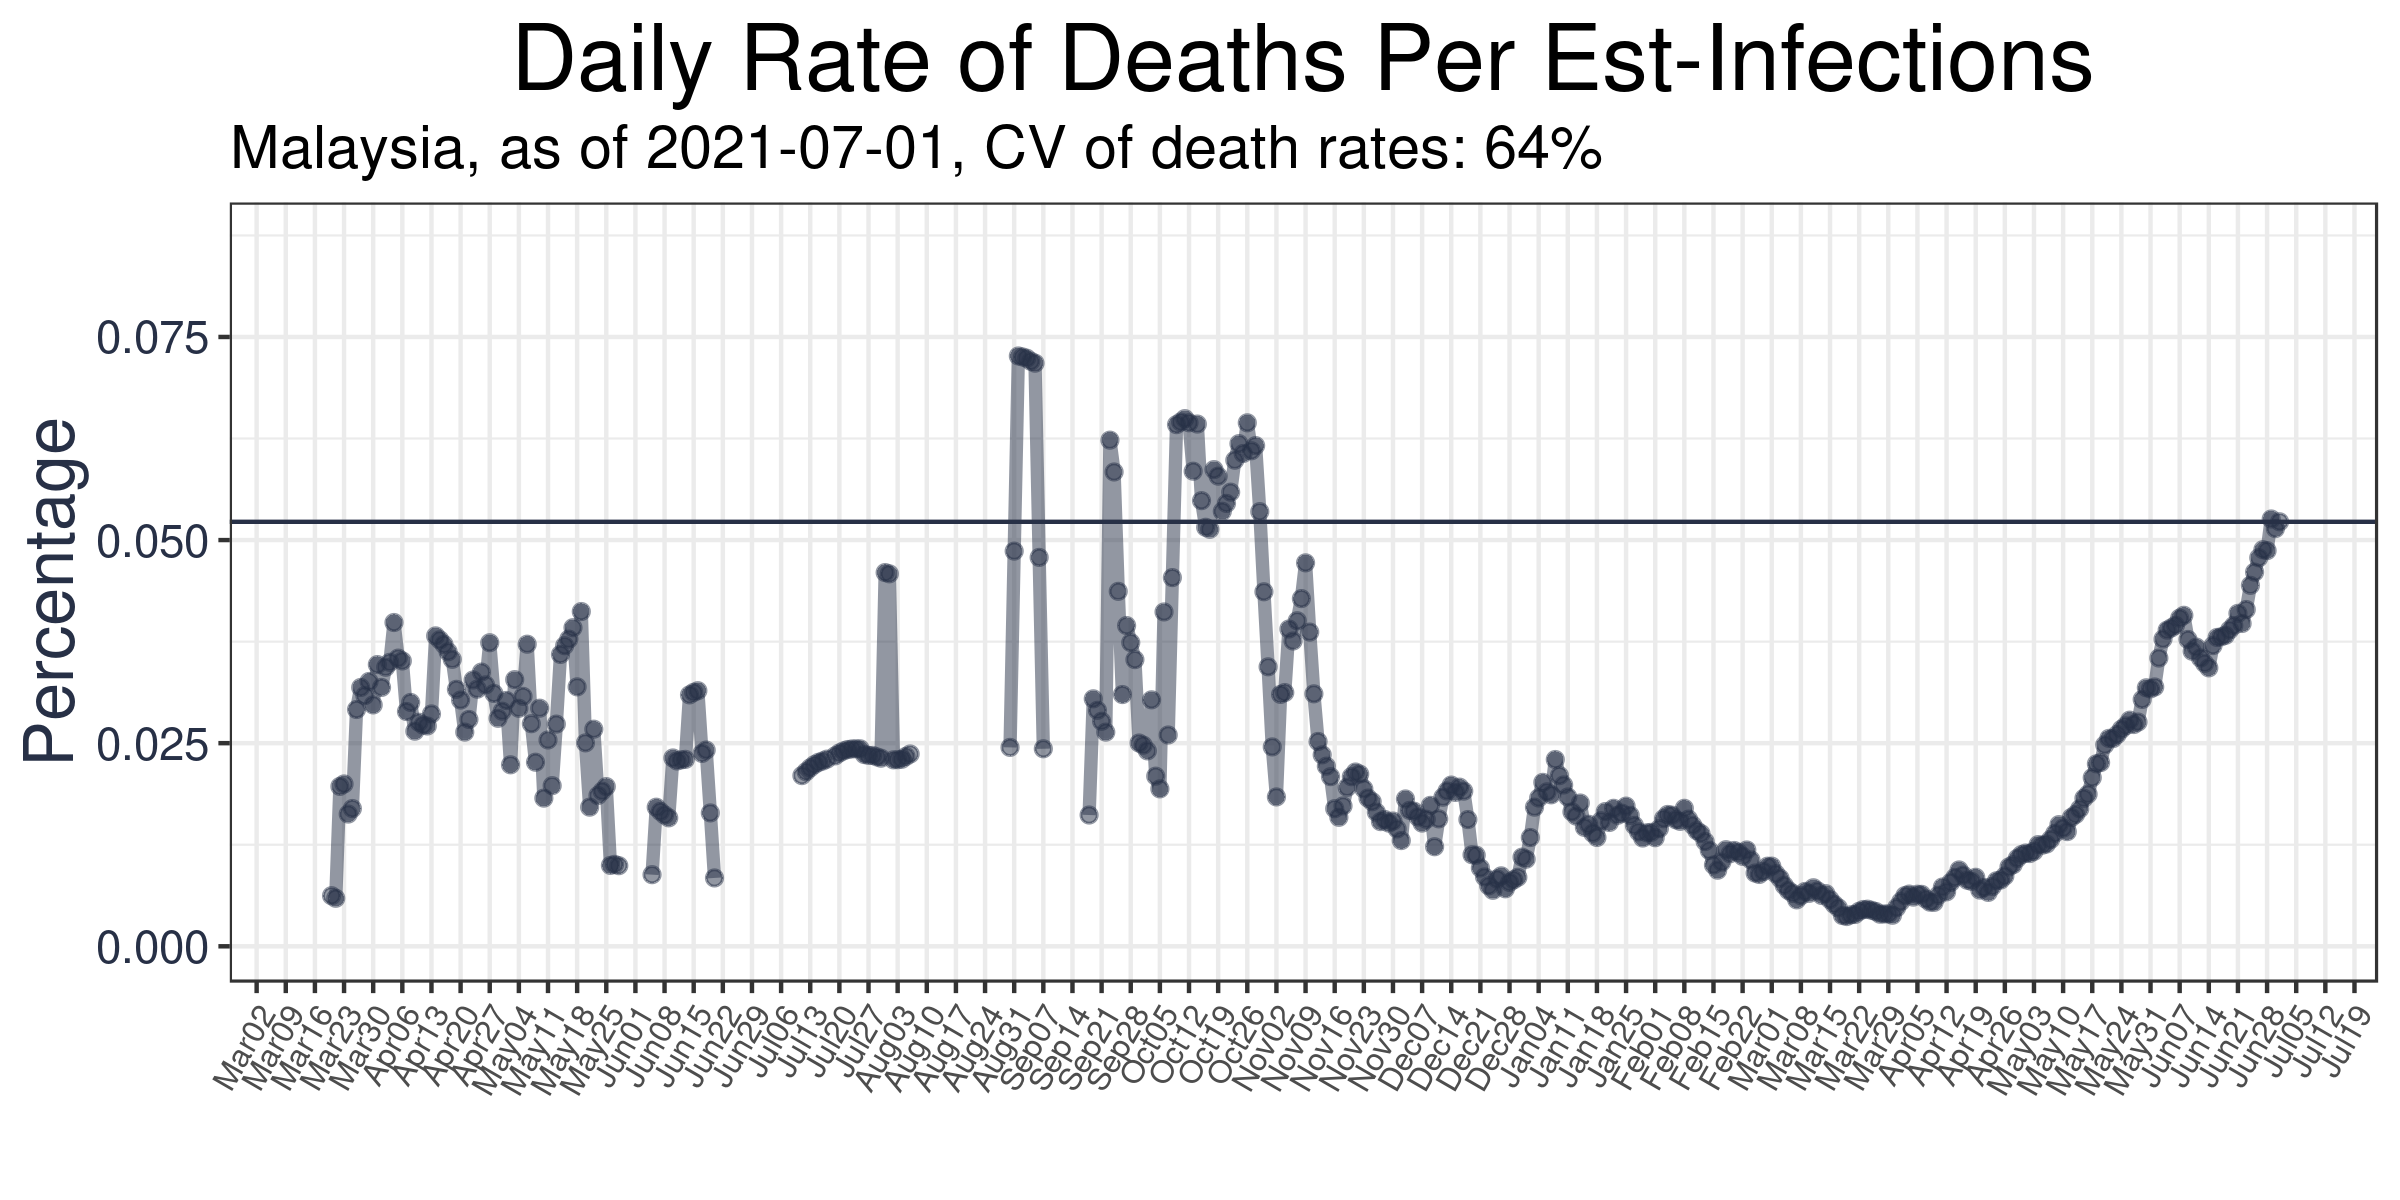 Daily Rate of Deaths Per Est-Infections
Malaysia, as of 2021-07-01, CV of death rates: 64%
Percentage
0.075
0.050
0.025
0.000
Mar02 Mar09 Mar16 Mar23 Mar30 Apr06 Apr13 Apr20 Apr27 May04 May11 May18 May25 Jun01 Jun08 Jun15 Jun22 Jun29 Jul06 Jul13 Jul20 Jul27 Aug03 Aug10 Aug17 Aug24 Aug31 Sep07 Sep14 Sep21 Sep28 Oct05 Oct12 Oct19 Oct26 Nov02 Nov09 Nov16 Nov23 Nov30 Dec07 Dec14 Dec21 Dec28 Jan04 Jan11 Jan18 Jan25 Feb01 Feb08 Feb15 Feb22 Mar01 Mar08 Mar15 Mar22 Mar29 Apr05 Apr12 Apr19 Apr26 May03 May10 May17 May24 May31 Jun07 Jun14 Jun21 Jun28 Jul05 Jul12 Jul19